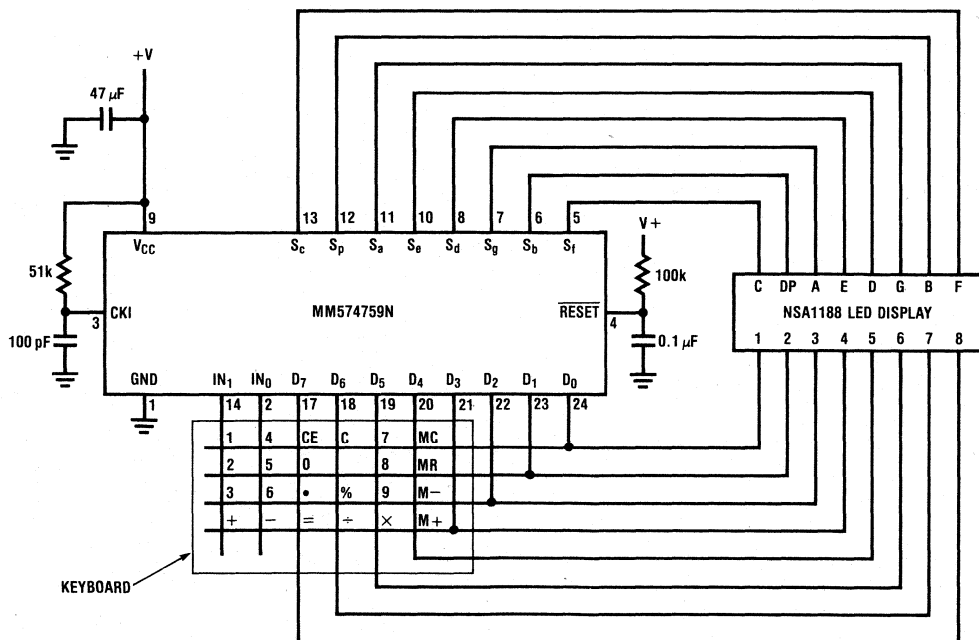 +V
47 μF
9 13 12 11 10 8 7 6 5
VCC Sc Sp Sa Se Sd Sg Sb Sf
V+
51k
100k
C DP A E D G B F
3 CKI MM574759N RESET 4
NSA1188 LED DISPLAY
100 pF
0.1 μF
1 2 3 4 5 6 7 8
GND IN1 IN0 D7 D6 D5 D4 D3 D2 D1 D0
1 14 2 17 18 19 20 21 22 23 24
1 4 CE C 7 MC
2 5 0 8 MR
3 6 • % 9 M−
+ − = ÷ × M+
KEYBOARD